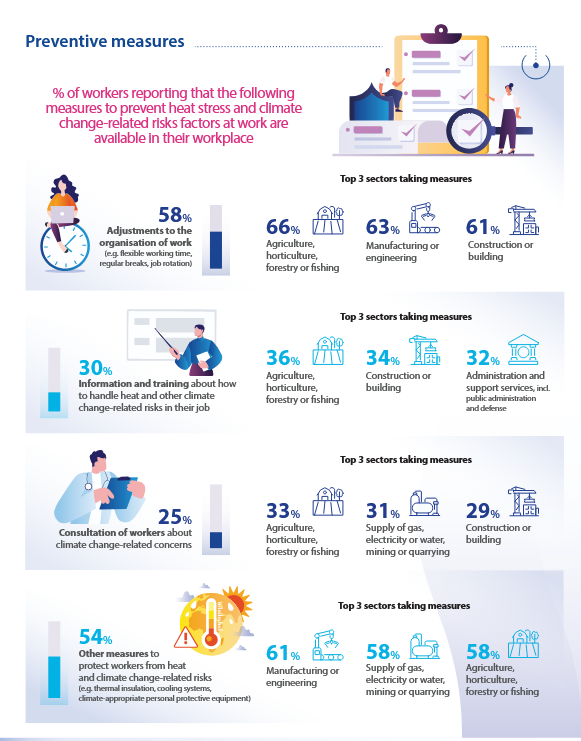 Preventive measures
% of workers reporting that the following
measures to prevent heat stress and climate
change-related risks factors at work are
available in their workplace
58%
Adjustments to the
organisation of work
(e.g. flexible working time,
regular breaks, job rotation)
Top 3 sectors taking measures
66%
Agriculture,
horticulture,
forestry or fishing
63%
Manufacturing or
engineering
61%
Construction or
building
30%
Information and training about how
to handle heat and other climate
change-related risks in their job
Top 3 sectors taking measures
36%
Agriculture,
horticulture,
forestry or fishing
34%
Construction or
building
32%
Administration and
support services, incl.
public administration
and defense
25%
Consultation of workers about
climate change-related concerns
Top 3 sectors taking measures
33%
Agriculture,
horticulture,
forestry or fishing
31%
Supply of gas,
electricity or water,
mining or quarrying
29%
Construction or
building
54%
Other measures to
protect workers from heat
and climate change-related risks
(e.g. thermal insulation, cooling systems,
climate-appropriate personal protective equipment)
Top 3 sectors taking measures
61%
Manufacturing or
engineering
58%
Supply of gas,
electricity or water,
mining or quarrying
58%
Agriculture,
horticulture,
forestry or fishing